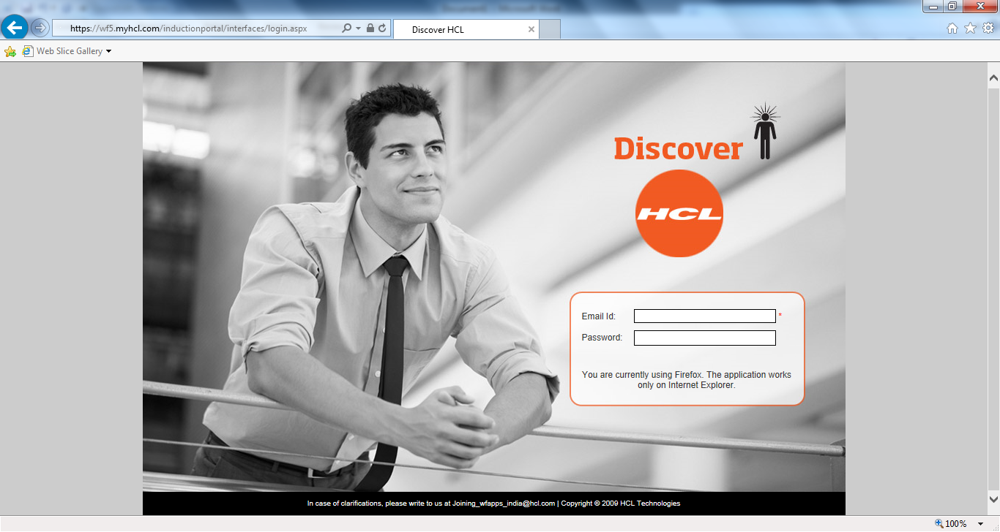 https://wf5.myhcl.com/inductionportal/interfaces/login.aspx
Discover HCL
Web Slice Gallery
Discover
HCL
Email Id: *
Password:
You are currently using Firefox. The application works
only on Internet Explorer.
In case of clarifications, please write to us at Joining_wfapps_india@hcl.com | Copyright © 2009 HCL Technologies
100%